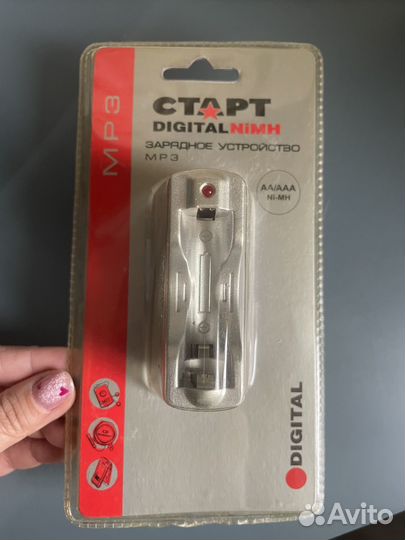 MP3
СТАРТ
DIGITAL NiMH
ЗАРЯДНОЕ УСТРОЙСТВО
MP3
AA/AAA
Ni-MH
DIGITAL
Avito